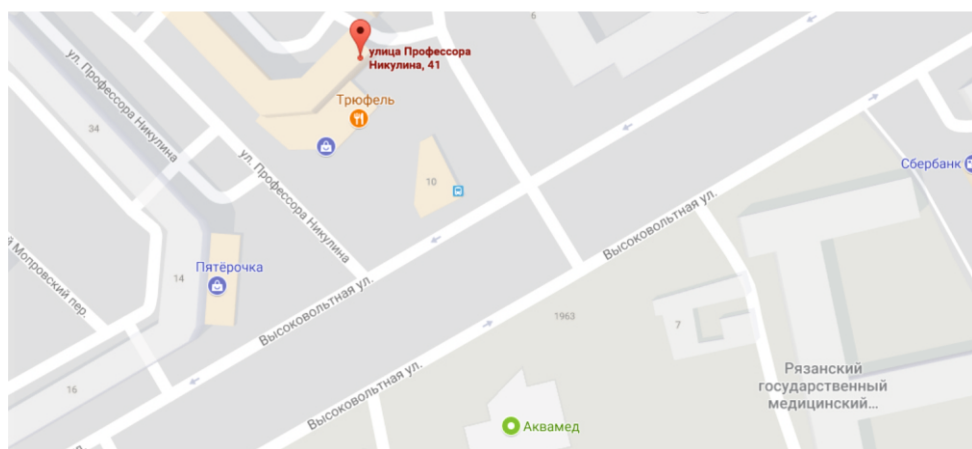 6
улица Профессора
Никулина, 41
ул. Профессора Никулина
Трюфель
34
ул. Профессора Никулина
10
Сбербанк
Высоковольтная ул.
й Мопровский пер.
Пятёрочка
14
Высоковольтная ул.
1963
7
Рязанский
государственный
медицинский...
16
Высоковольтная ул.
Аквамед
л.